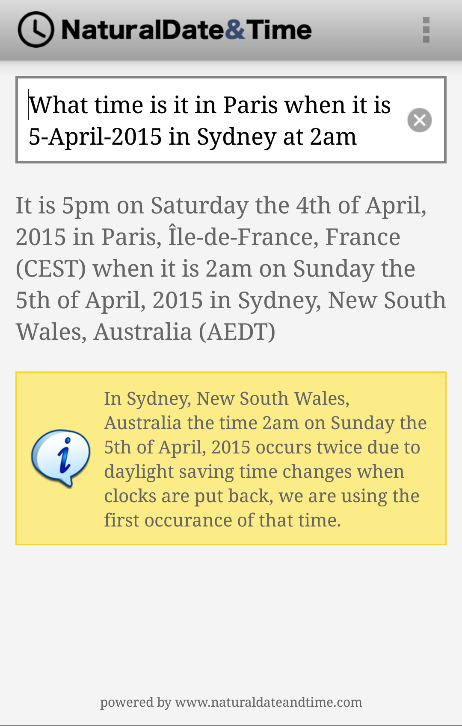 NaturalDate&Time
What time is it in Paris when it is
5-April-2015 in Sydney at 2am
It is 5pm on Saturday the 4th of April,
2015 in Paris, Île-de-France, France
(CEST) when it is 2am on Sunday the
5th of April, 2015 in Sydney, New South
Wales, Australia (AEDT)
In Sydney, New South Wales,
Australia the time 2am on Sunday the
5th of April, 2015 occurs twice due to
daylight saving time changes when
clocks are put back, we are using the
first occurance of that time.
powered by www.naturaldateandtime.com